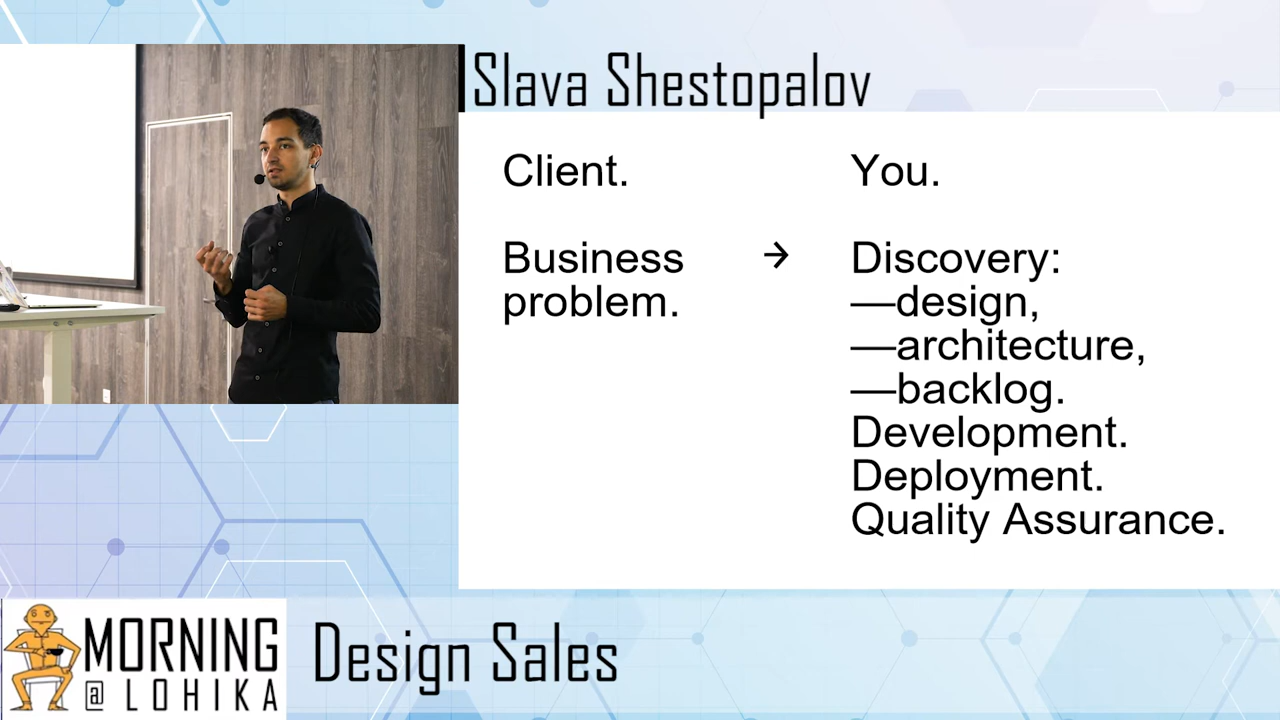 Slava Shestopalov
Client.
You.
Business
problem.
→
Discovery:
—design,
—architecture,
—backlog.
Development.
Deployment.
Quality Assurance.
MORNING
@ LOHIKA
Design Sales